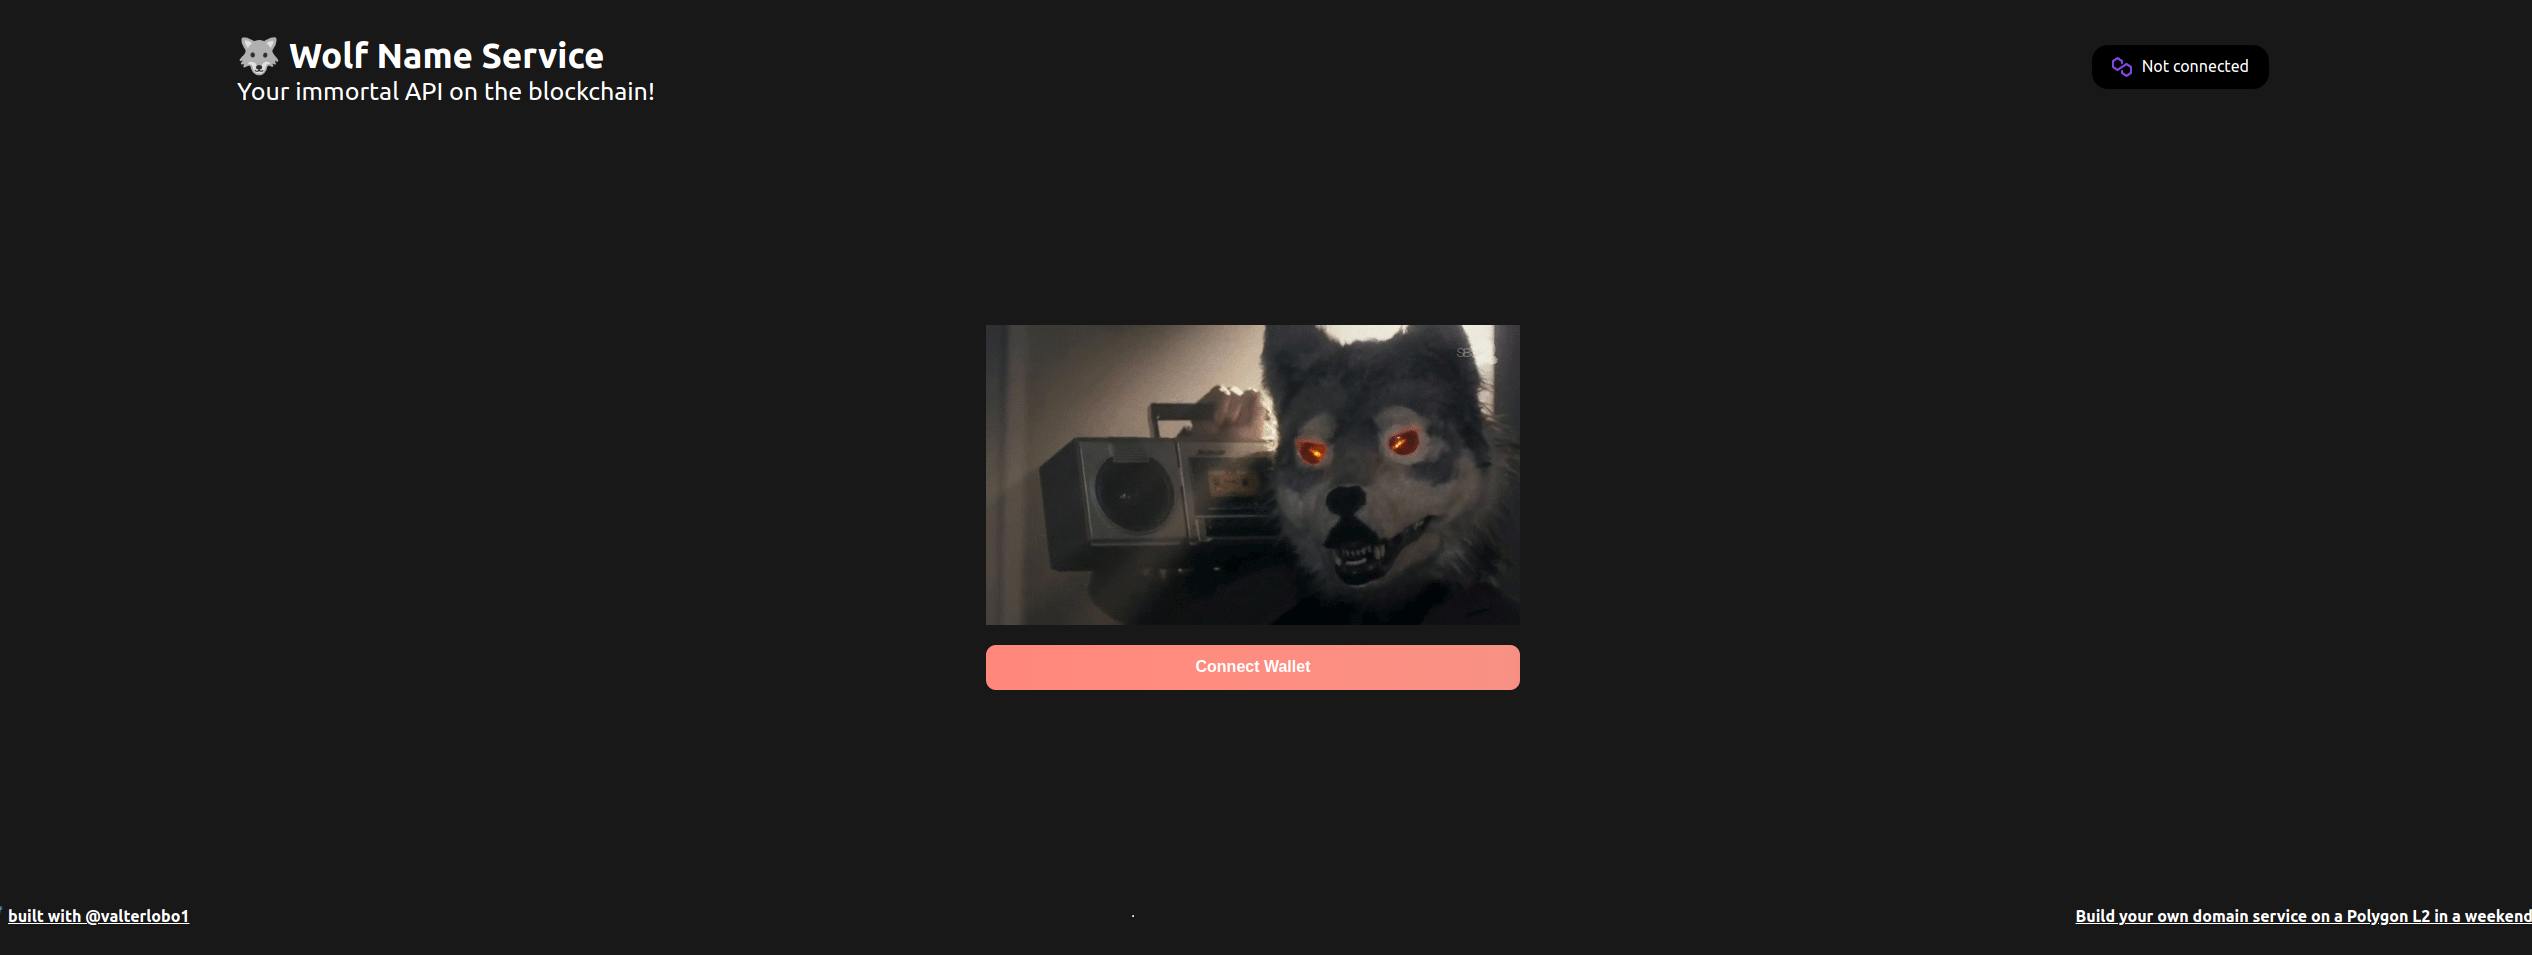 Wolf Name Service
Your immortal API on the blockchain!
Not connected
Connect Wallet
built with @valterlobo1
.
Build your own domain service on a Polygon L2 in a weekend